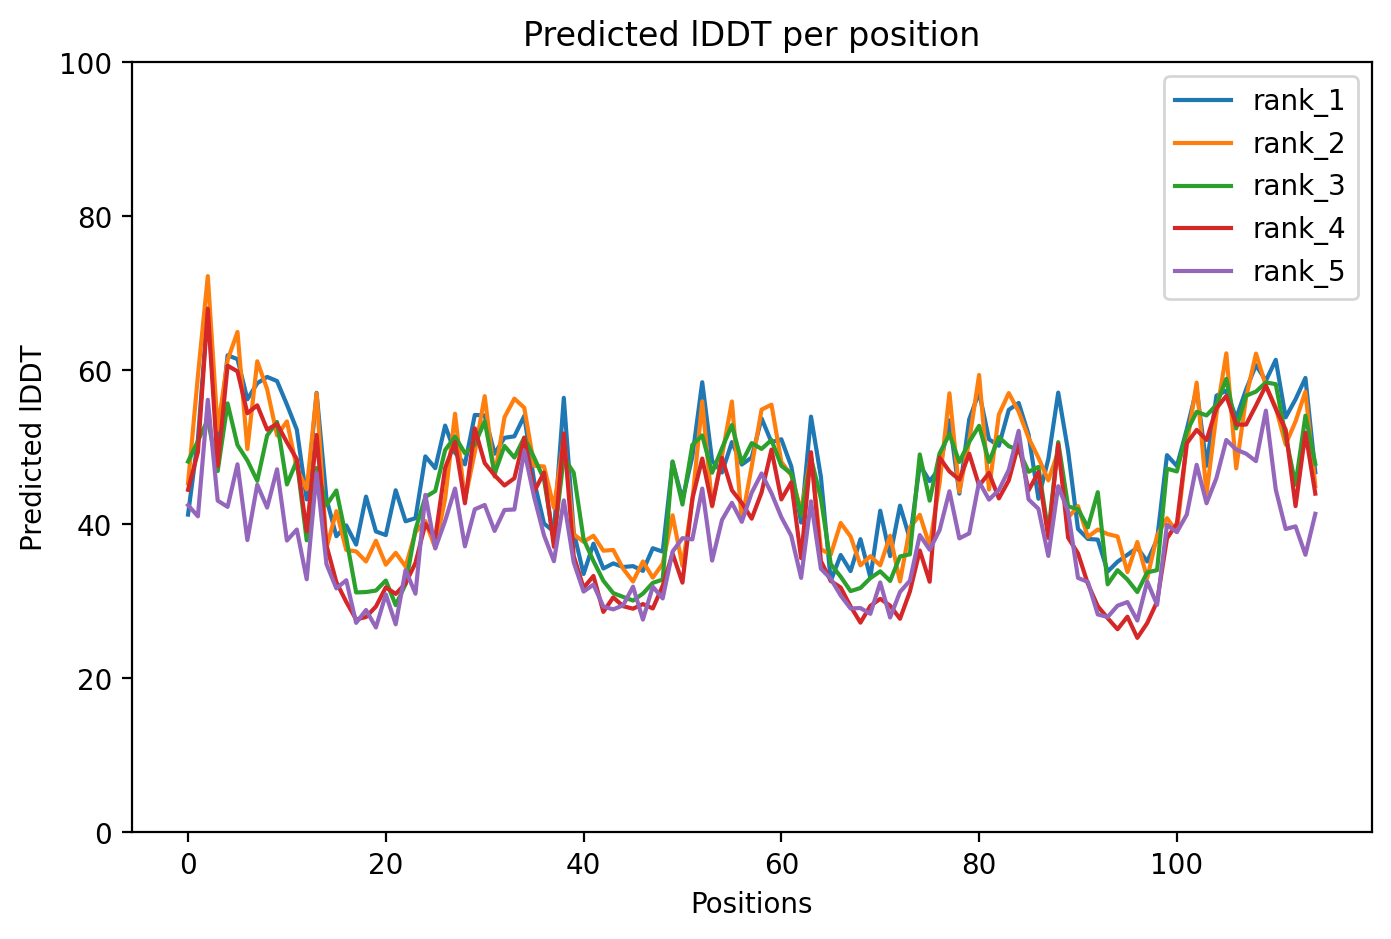 Predicted lDDT per position
100
80
60
40
20
0
Predicted lDDT
rank_1
rank_2
rank_3
rank_4
rank_5
0 20 40 60 80 100
Positions